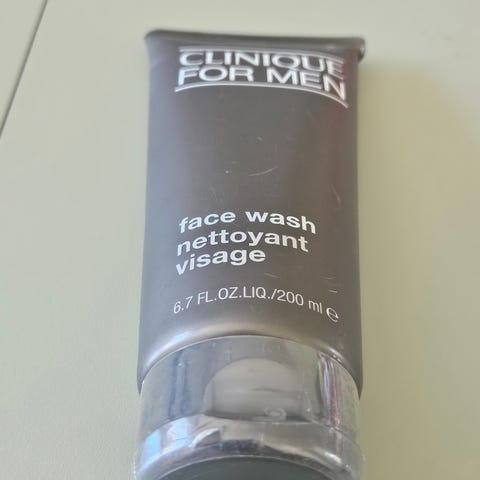 CLINIQUE
FOR MEN
face wash
nettoyant
visage
6.7 FL.OZ.LIQ./200 ml ℮